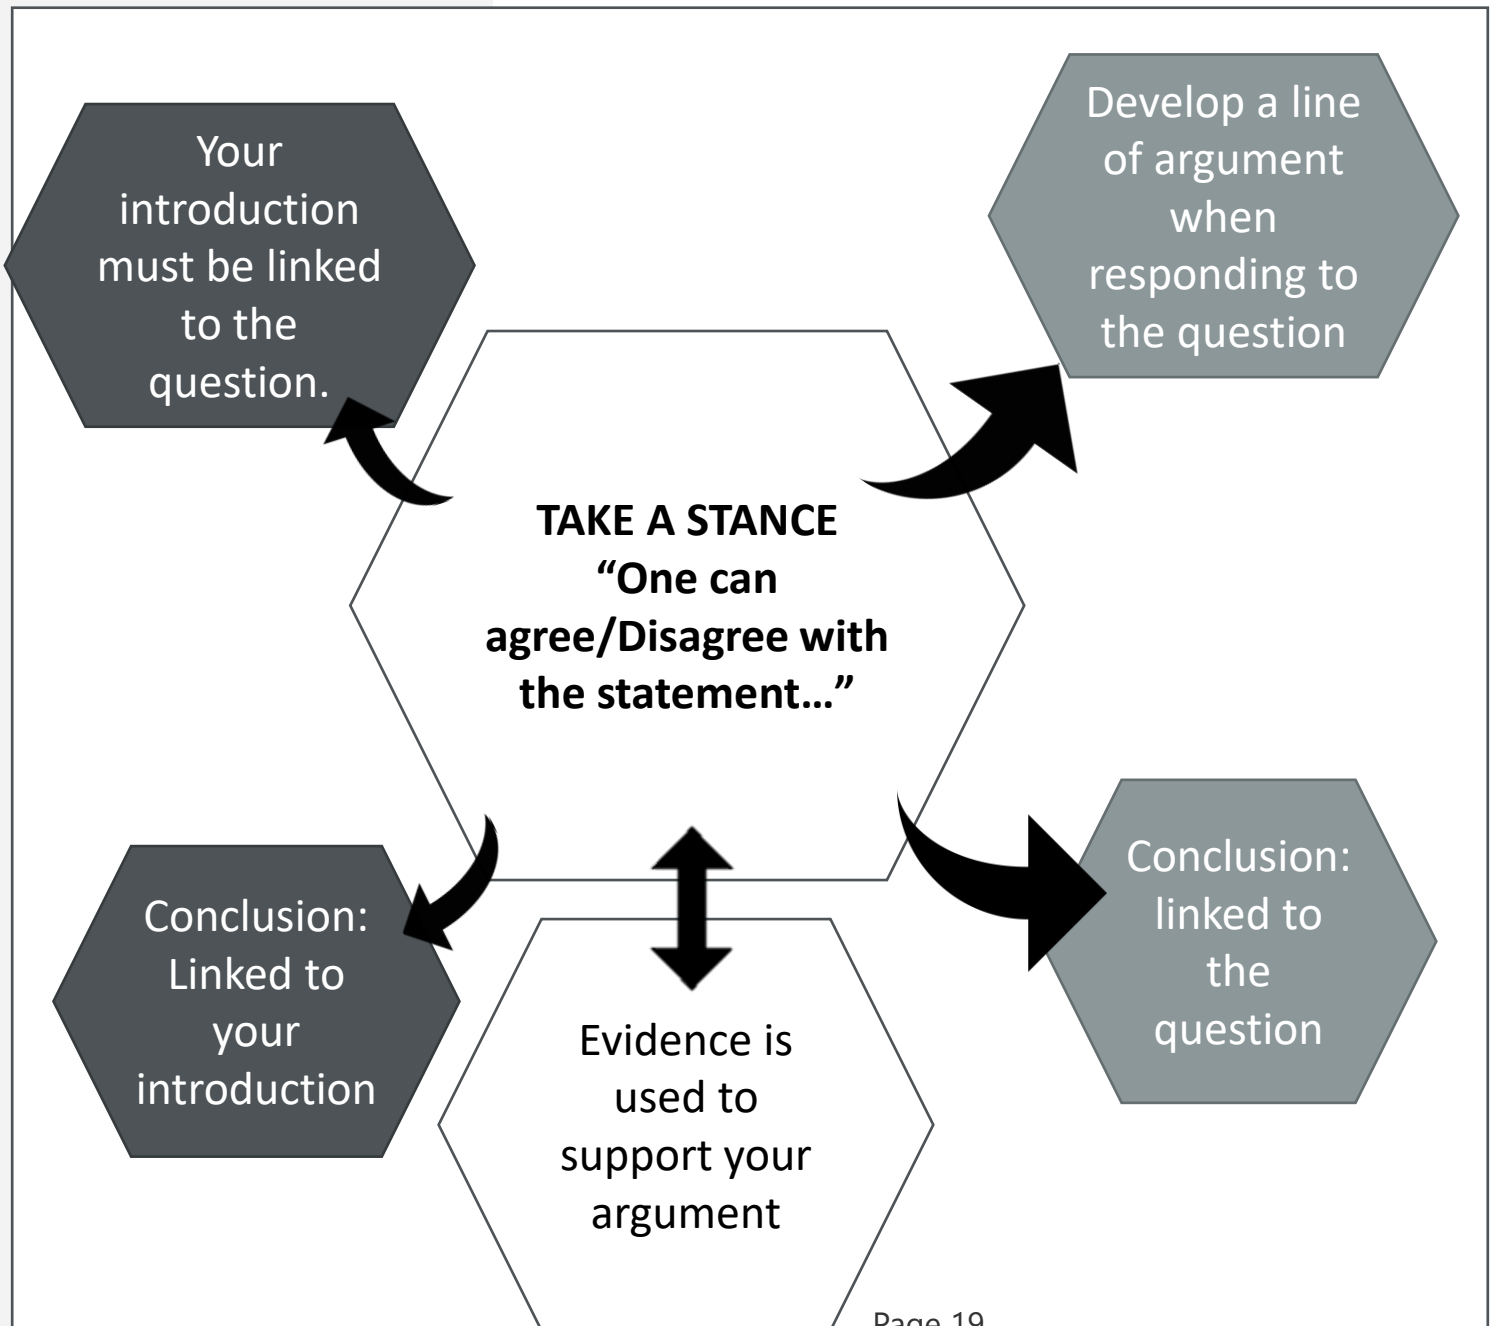 Your
introduction
must be linked
to the
question.
Develop a line
of argument
when
responding to
the question
TAKE A STANCE
“One can
agree/Disagree with
the statement…”
Conclusion:
Linked to
your
introduction
Evidence is
used to
support your
argument
Conclusion:
linked to
the
question
Page 19